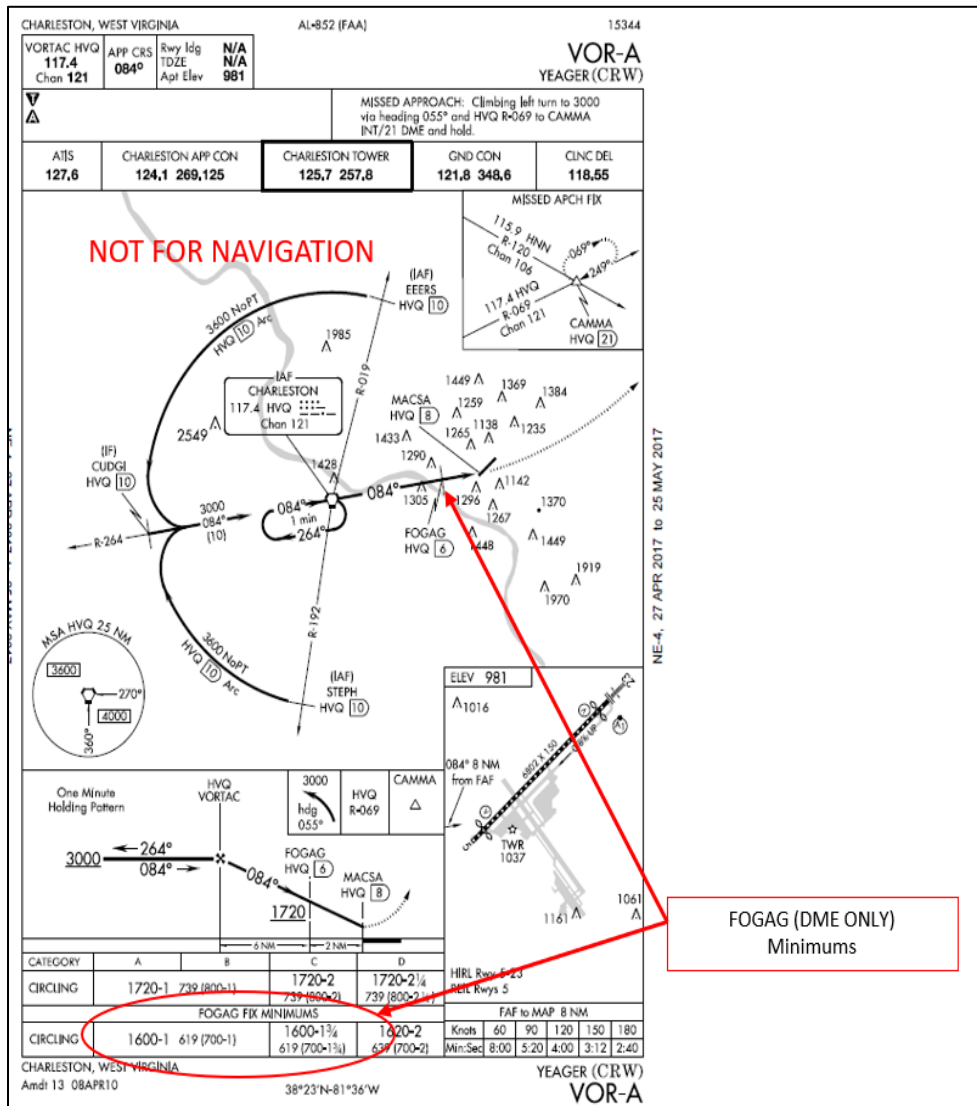 CHARLESTON, WEST VIRGINIA
AL-852 (FAA)
15344
VORTAC HVQ
117.4
Chan 121
APP CRS
084°
Rwy ldg N/A
TDZE N/A
Apt Elev 981
VOR-A
YEAGER (CRW)
T
A
MISSED APPROACH: Climbing left turn to 3000
via heading 055° and HVQ R-069 to CAMMA
INT/21 DME and hold.
ATIS
127.6
CHARLESTON APP CON
124.1 269.125
CHARLESTON TOWER
125.7 257.8
GND CON
121.8 348.6
CLNC DEL
118.55
NOT FOR NAVIGATION
MISSED APCH FIX
115.9 HNN
R-120
Chan 106
069°
249°
117.4 HVQ
R-069
Chan 121
CAMMA
HVQ 21
(IAF)
EEERS
HVQ 10
3600 NoPT
HVQ 10 Arc
1985
R-019
IAF
CHARLESTON
117.4 HVQ
Chan 121
2549
MACSA
HVQ 8
1449
1369
1384
1259
1235
1138
1265
1433
1290
1428
(IF)
CUDGI
HVQ 10
R-264
3000
084°
(10)
084°
1 min
264°
084°
1305
1296
1142
1267
1370
FOGAG
HVQ 6
1448
1449
1919
1970
R-192
3600 NoPT
HVQ 10 Arc
(IAF)
STEPH
HVQ 10
MSA HVQ 25 NM
3600
270°
4000
360°
NE-4, 27 APR 2017 to 25 MAY 2017
ELEV 981
1016
084° 8 NM
from FAF
6802 X 150
0.8% UP
A5
5
TWR
1037
1161
1061
HIRL Rwy 5-23
REIL Rwys 5
One Minute
Holding Pattern
HVQ
VORTAC
3000
hdg
055°
HVQ
R-069
CAMMA
3000
264°
084°
084°
FOGAG
HVQ 6
MACSA
HVQ 8
1720
6 NM
2 NM
CATEGORY A B C D
CIRCLING
1720-1 739 (800-1)
1720-2
739 (800-2)
1720-2¼
739 (800-2¼)
FOGAG FIX MINIMUMS
CIRCLING
1600-1 619 (700-1)
1600-1¾
619 (700-1¾)
1620-2
639 (700-2)
FAF to MAP 8 NM
Knots 60 90 120 150 180
Min:Sec 8:00 5:20 4:00 3:12 2:40
FOGAG (DME ONLY)
Minimums
CHARLESTON, WEST VIRGINIA
Amdt 13 08APR10
38°23'N-81°36'W
YEAGER (CRW)
VOR-A